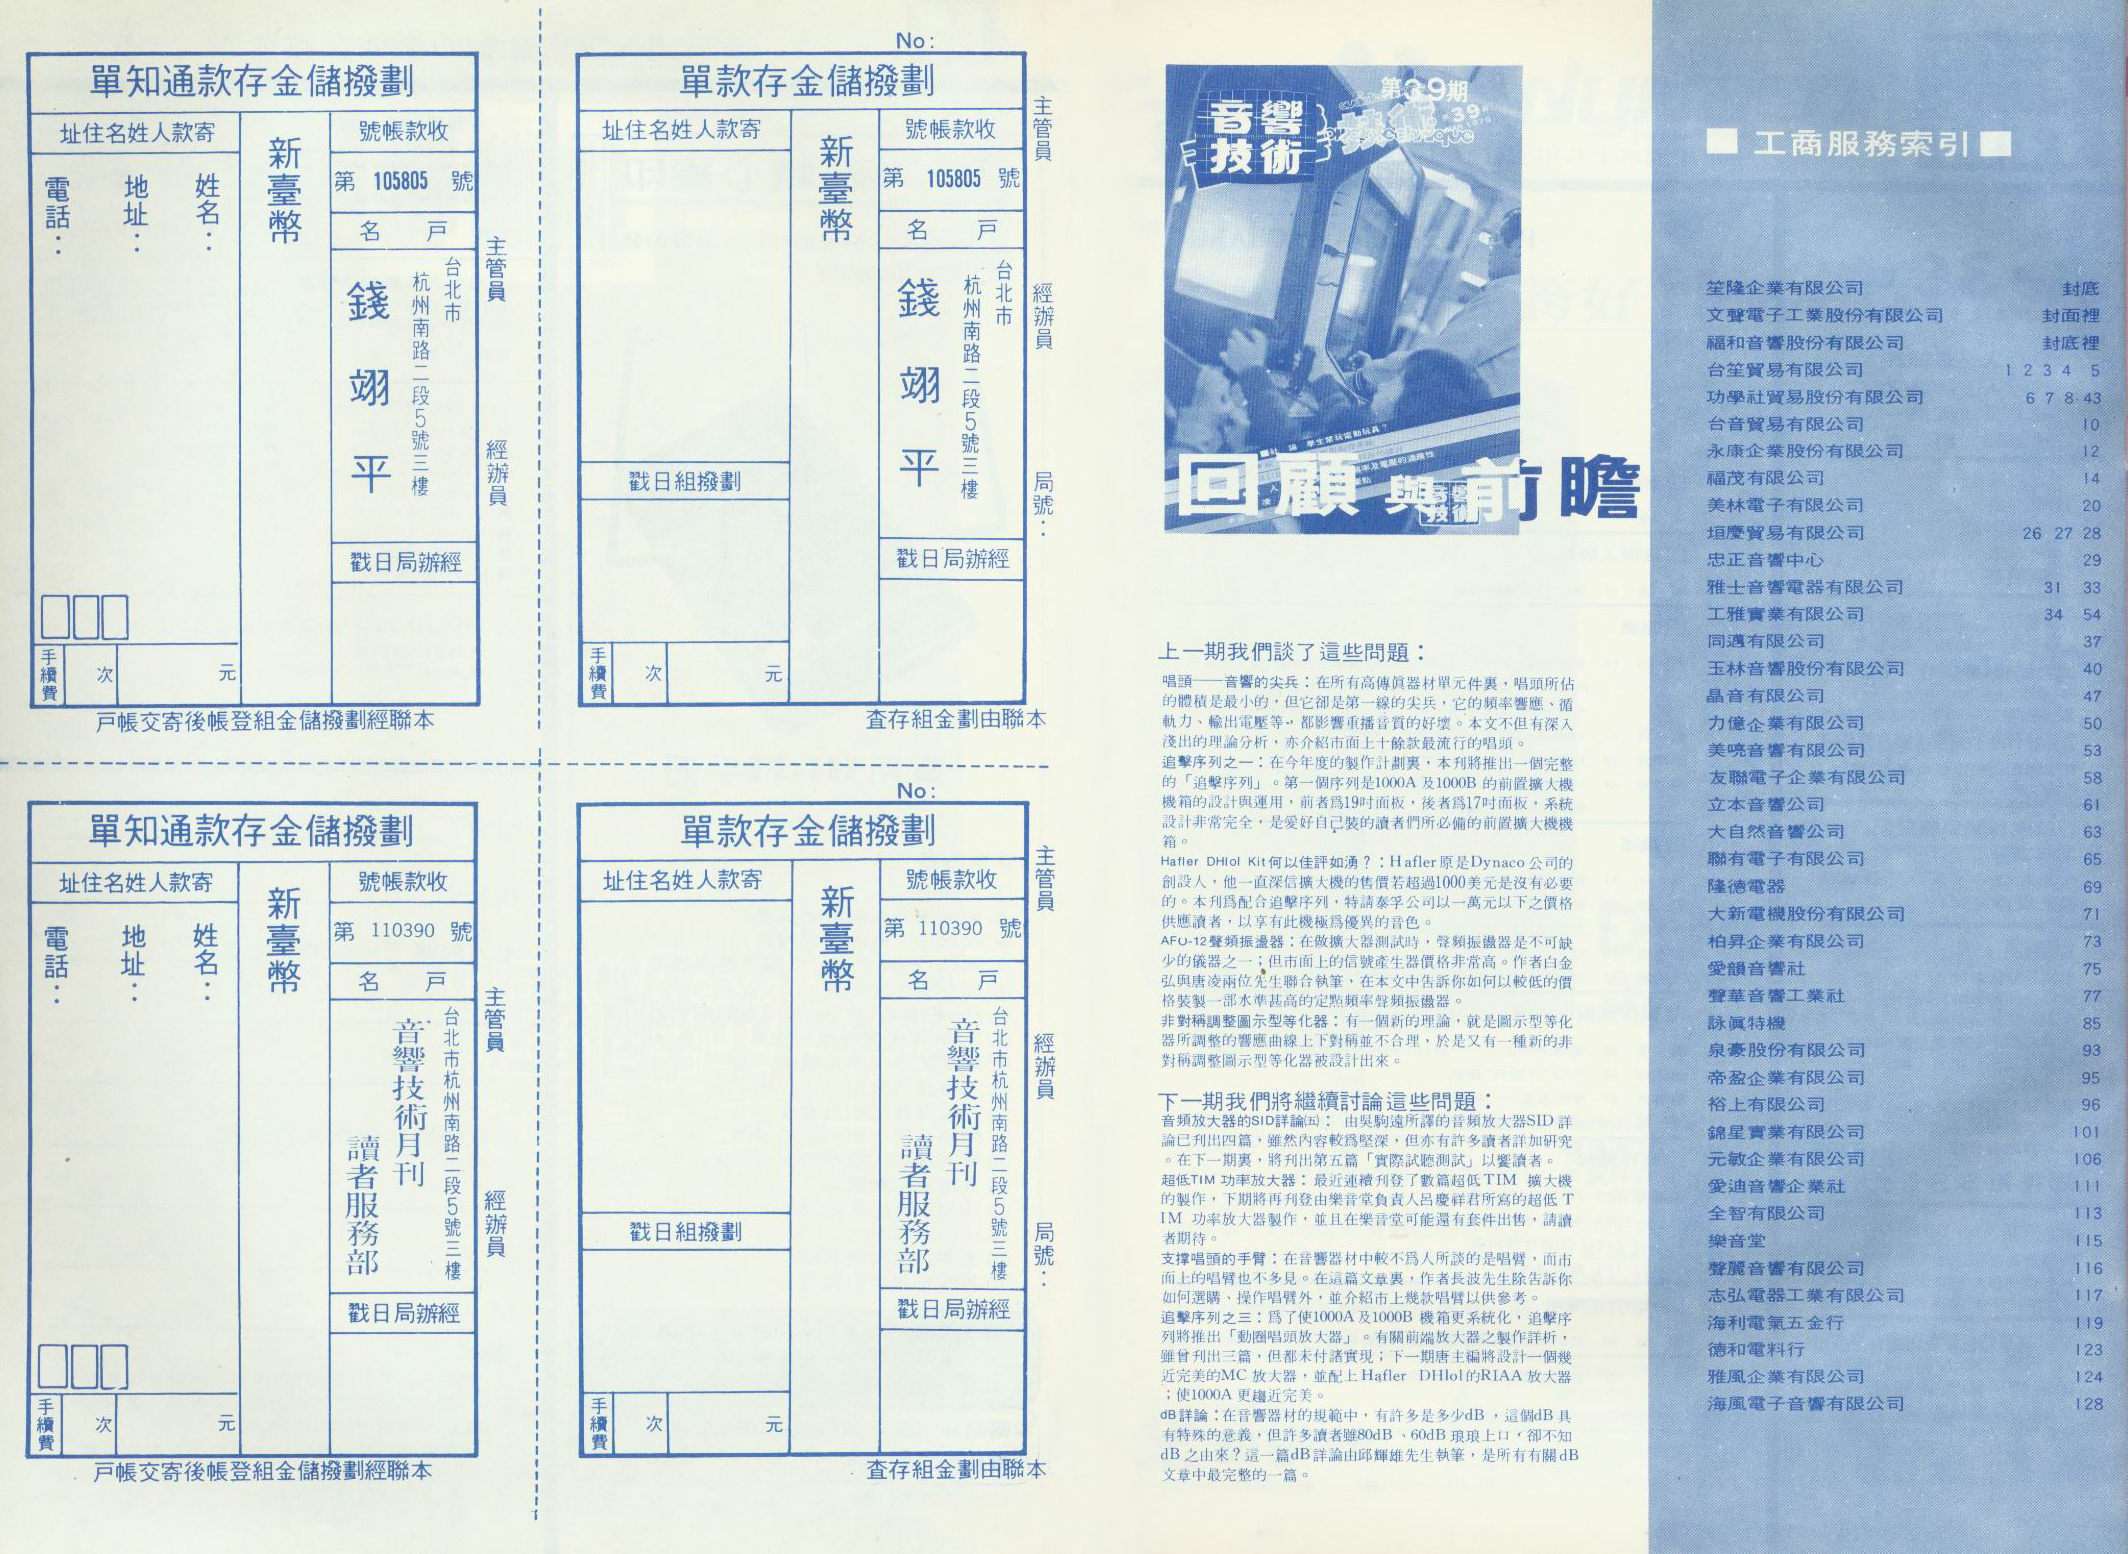 單知通款存金儲撥劃
址住名姓人款寄
新臺幣
號帳款收
第 105805 號
名 戶
姓名：
地址：
電話：
台北市
杭州南路二段5號三樓
錢翊平
戳日局辦經
手續費
次
元
主管員
經辦員
戶帳交寄後帳登組金儲撥劃經聯本
No:
單款存金儲撥劃
址住名姓人款寄
新臺幣
號帳款收
第 105805 號
名 戶
台北市
杭州南路二段5號三樓
錢翊平
戳日組撥劃
戳日局辦經
手續費
次
元
主管員
經辦員
局號：
查存組金劃由聯本
單知通款存金儲撥劃
址住名姓人款寄
新臺幣
號帳款收
第 110390 號
名 戶
姓名：
地址：
電話：
台北市杭州南路二段5號三樓
音響技術月刊
讀者服務部
戳日局辦經
手續費
次
元
主管員
經辦員
戶帳交寄後帳登組金儲撥劃經聯本
No:
單款存金儲撥劃
址住名姓人款寄
新臺幣
號帳款收
第 110390 號
名 戶
台北市杭州南路二段5號三樓
音響技術月刊
讀者服務部
戳日組撥劃
戳日局辦經
手續費
次
元
主管員
經辦員
局號：
查存組金劃由聯本
第39期
音響
技術
論 學生業玩電動玩具？
回顧與前瞻
上一期我們談了這些問題：
唱頭——音響的尖兵：在所有高傳眞器材單元件裏，唱頭所佔
的體積是最小的，但它卻是第一線的尖兵，它的頻率響應、循
軌力、輸出電壓等，都影響重播音質的好壞。本文不但有深入
淺出的理論分析，亦介紹市面上十餘款最流行的唱頭。
追擊序列之一：在今年度的製作計劃裏，本刊將推出一個完整
的「追擊序列」。第一個序列是1000A 及1000B 的前置擴大機
機箱的設計與運用，前者爲19吋面板，後者爲17吋面板，系統
設計非常完全，是愛好自己裝的讀者們所必備的前置擴大機機
箱。
Hafler DHlol Kit何以佳評如湧？：Hafler原是Dynaco公司的
創設人，他一直深信擴大機的售價若超過1000美元是沒有必要
的。本刊爲配合追擊序列，特請泰孚公司以一萬元以下之價格
供應讀者，以享有此機極爲優異的音色。
AFO-12聲頻振盪器：在做擴大器測試時，聲頻振盪器是不可缺
少的儀器之一；但市面上的信號產生器價格非常高。作者白金
弘與唐凌兩位先生聯合執筆，在本文中告訴你如何以較低的價
格裝製一部水準甚高的定點頻率聲頻振盪器。
非對稱調整圖示型等化器：有一個新的理論，就是圖示型等化
器所調整的響應曲線上下對稱並不合理，於是又有一種新的非
對稱調整圖示型等化器被設計出來。
下一期我們將繼續討論這些問題：
音頻放大器的SID詳論㈤： 由吳駒遠所譯的音頻放大器SID 詳
論已刊出四篇，雖然內容較爲堅深，但亦有許多讀者詳加研究
。在下一期裏，將刊出第五篇「實際試聽測試」以饗讀者。
超低TIM 功率放大器：最近連續刊登了數篇超低TIM 擴大機
的製作，下期將再刊登由樂音堂負責人呂慶祥君所寫的超低 T
IM 功率放大器製作，並且在樂音堂可能還有套件出售，請讀
者期待。
支撐唱頭的手臂：在音響器材中較不爲人所談的是唱臂，而市
面上的唱臂也不多見。在這篇文章裏，作者長波先生除告訴你
如何選購、操作唱臂外，並介紹市上幾款唱臂以供參考。
追擊序列之三：爲了使1000A及1000B 機箱更系統化，追擊序
列將推出「動圈唱頭放大器」。有關前端放大器之製作詳析，
雖曾刊出三篇，但都未付諸實現；下一期唐主編將設計一個幾
近完美的MC 放大器，並配上Hafler DHlol的RIAA 放大器
；使1000A 更趨近完美。
dB詳論：在音響器材的規範中，有許多是多少dB ，這個dB 具
有特殊的意義，但許多讀者雖80dB 、60dB 琅琅上口，卻不知
dB 之由來？這一篇dB詳論由邱輝雄先生執筆，是所有有關dB
文章中最完整的一篇。
■ 工商服務索引 ■
笙隆企業有限公司 封底
文聲電子工業股份有限公司 封面裡
福和音響股份有限公司 封底裡
台笙貿易有限公司 1 2 3 4 5
功學社貿易股份有限公司 6 7 8 43
台音貿易有限公司 10
永康企業股份有限公司 12
福茂有限公司 14
美林電子有限公司 20
垣慶貿易有限公司 26 27 28
忠正音響中心 29
雅士音響電器有限公司 31 33
工雅實業有限公司 34 54
同邁有限公司 37
玉林音響股份有限公司 40
晶音有限公司 47
力億企業有限公司 50
美喨音響有限公司 53
友聯電子企業有限公司 58
立本音響公司 61
大自然音響公司 63
聯有電子有限公司 65
隆德電器 69
大新電機股份有限公司 71
柏昇企業有限公司 73
愛韻音響社 75
聲華音響工業社 77
詠眞特機 85
泉豪股份有限公司 93
帝盈企業有限公司 95
裕上有限公司 96
錦星實業有限公司 101
元敏企業有限公司 106
愛迪音響企業社 111
全智有限公司 113
樂音堂 115
聲麗音響有限公司 116
志弘電器工業有限公司 117
海利電氣五金行 119
德和電料行 123
雅風企業有限公司 124
海風電子音響有限公司 128